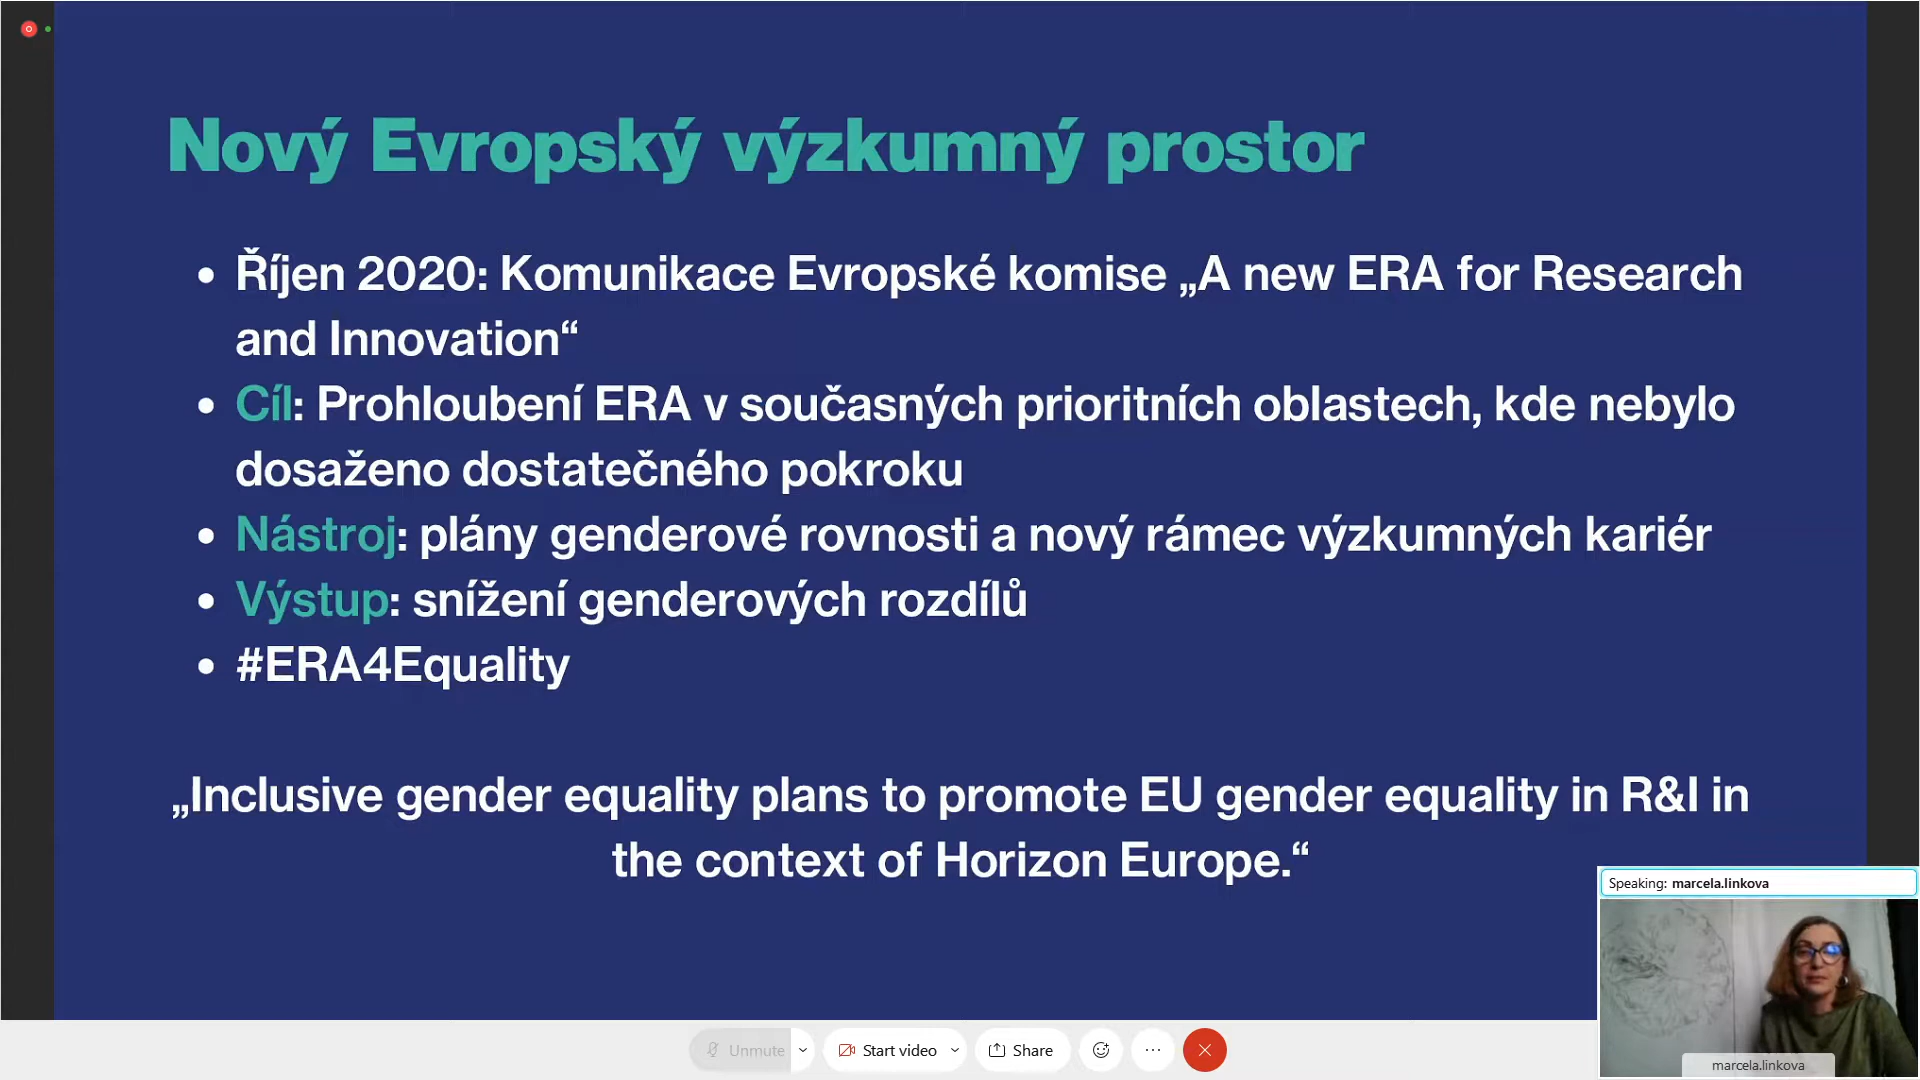 Nový Evropský výzkumný prostor
• Říjen 2020: Komunikace Evropské komise „A new ERA for Research
and Innovation“
• Cíl: Prohloubení ERA v současných prioritních oblastech, kde nebylo
dosaženo dostatečného pokroku
• Nástroj: plány genderové rovnosti a nový rámec výzkumných kariér
• Výstup: snížení genderových rozdílů
• #ERA4Equality
„Inclusive gender equality plans to promote EU gender equality in R&I in
the context of Horizon Europe.“
Speaking: marcela.linkova
marcela.linkova
Unmute
Start video
Share